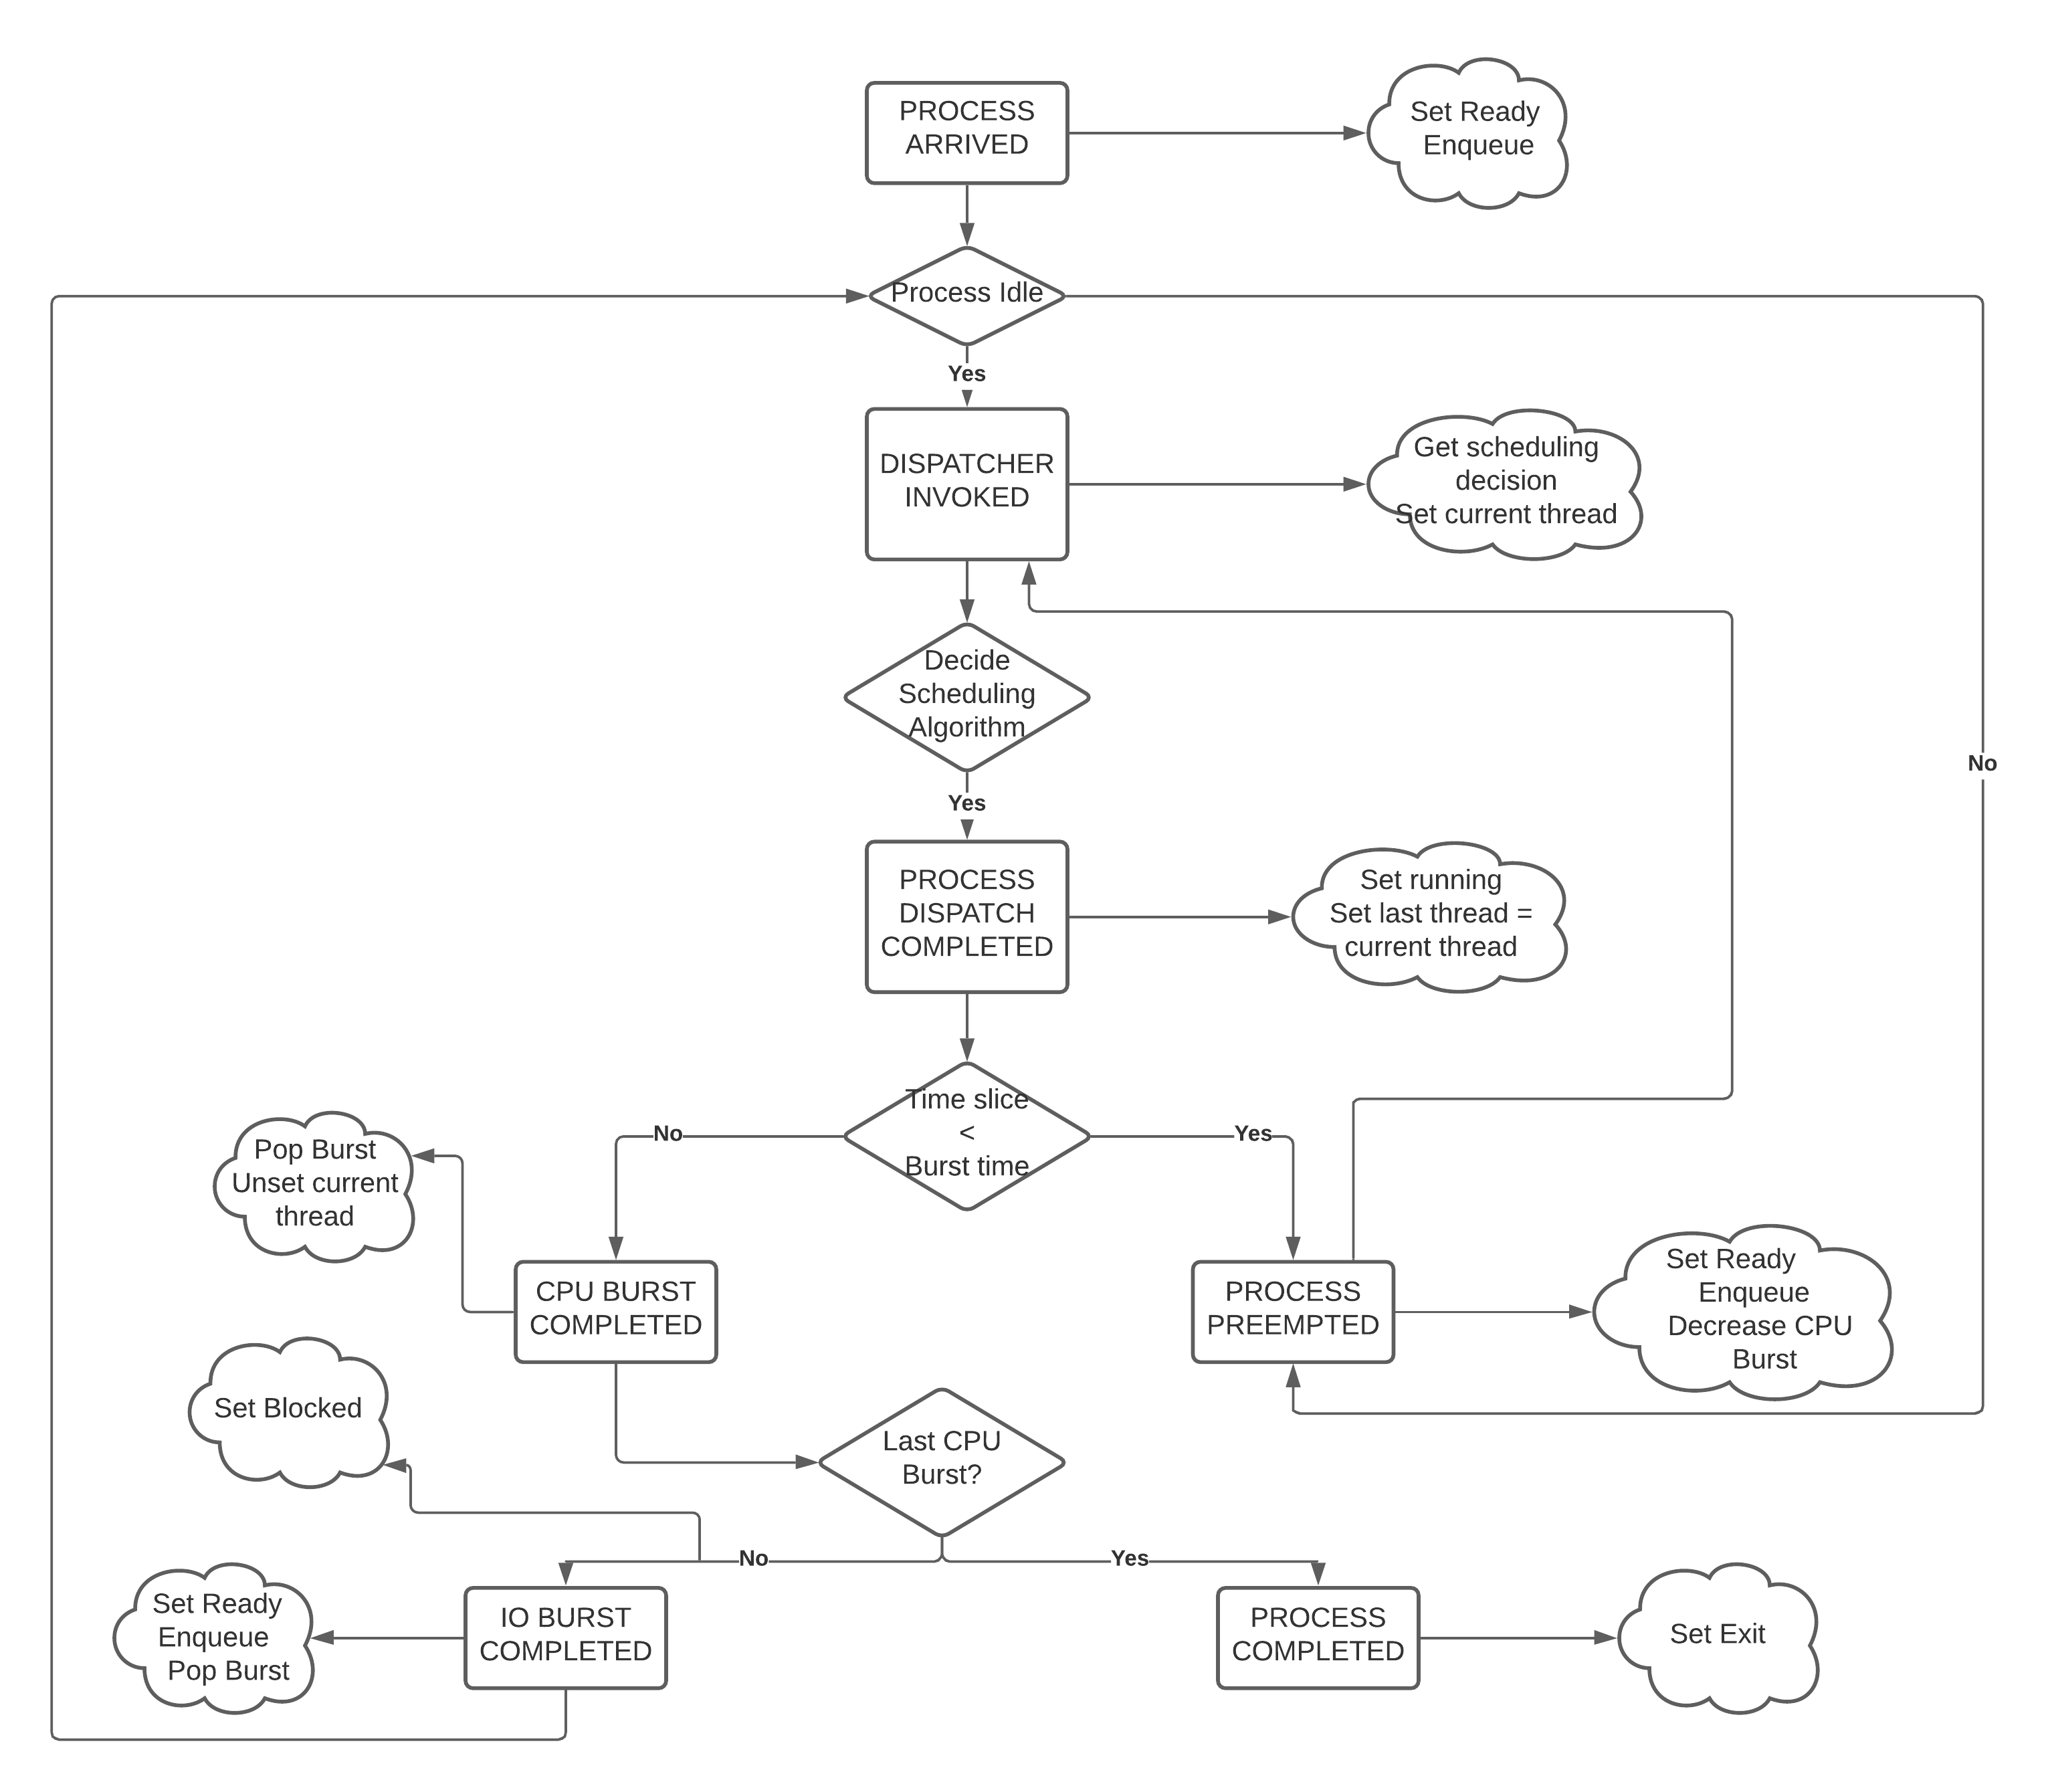 PROCESS
ARRIVED
Set Ready
Enqueue
Process Idle
Yes
DISPATCHER
INVOKED
Get scheduling
decision
Set current thread
Decide
Scheduling
Algorithm
No
Yes
PROCESS
DISPATCH
COMPLETED
Set running
Set last thread =
current thread
Time slice
<
Burst time
No
Yes
Pop Burst
Unset current
thread
CPU BURST
COMPLETED
PROCESS
PREEMPTED
Set Ready
Enqueue
Decrease CPU
Burst
Set Blocked
Last CPU
Burst?
No
Yes
Set Ready
Enqueue
Pop Burst
IO BURST
COMPLETED
PROCESS
COMPLETED
Set Exit